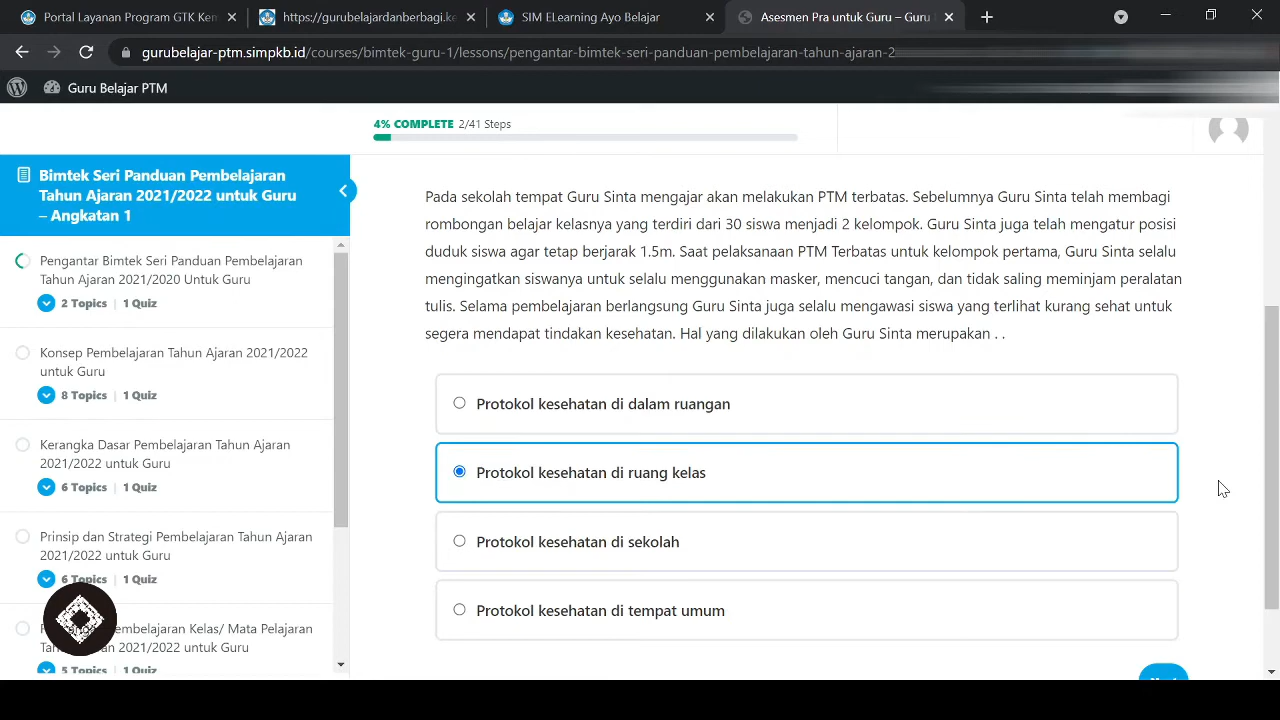 Portal Layanan Program GTK Kem
https://gurubelajardanberbagi.ke
SIM ELearning Ayo Belajar
Asesmen Pra untuk Guru – Guru
gurubelajar-ptm.simpkb.id/courses/bimtek-guru-1/lessons/pengantar-bimtek-seri-panduan-pembelajaran-tahun-ajaran-2
Guru Belajar PTM
4% COMPLETE 2/41 Steps
Bimtek Seri Panduan Pembelajaran
Tahun Ajaran 2021/2022 untuk Guru
– Angkatan 1
Pengantar Bimtek Seri Panduan Pembelajaran
Tahun Ajaran 2021/2020 Untuk Guru
2 Topics | 1 Quiz
Konsep Pembelajaran Tahun Ajaran 2021/2022
untuk Guru
8 Topics | 1 Quiz
Kerangka Dasar Pembelajaran Tahun Ajaran
2021/2022 untuk Guru
6 Topics | 1 Quiz
Prinsip dan Strategi Pembelajaran Tahun Ajaran
2021/2022 untuk Guru
6 Topics | 1 Quiz
Pembelajaran Kelas/ Mata Pelajaran
2021/2022 untuk Guru
5 Topics | 1 Quiz
Pada sekolah tempat Guru Sinta mengajar akan melakukan PTM terbatas. Sebelumnya Guru Sinta telah membagi
rombongan belajar kelasnya yang terdiri dari 30 siswa menjadi 2 kelompok. Guru Sinta juga telah mengatur posisi
duduk siswa agar tetap berjarak 1.5m. Saat pelaksanaan PTM Terbatas untuk kelompok pertama, Guru Sinta selalu
mengingatkan siswanya untuk selalu menggunakan masker, mencuci tangan, dan tidak saling meminjam peralatan
tulis. Selama pembelajaran berlangsung Guru Sinta juga selalu mengawasi siswa yang terlihat kurang sehat untuk
segera mendapat tindakan kesehatan. Hal yang dilakukan oleh Guru Sinta merupakan . .
Protokol kesehatan di dalam ruangan
Protokol kesehatan di ruang kelas
Protokol kesehatan di sekolah
Protokol kesehatan di tempat umum